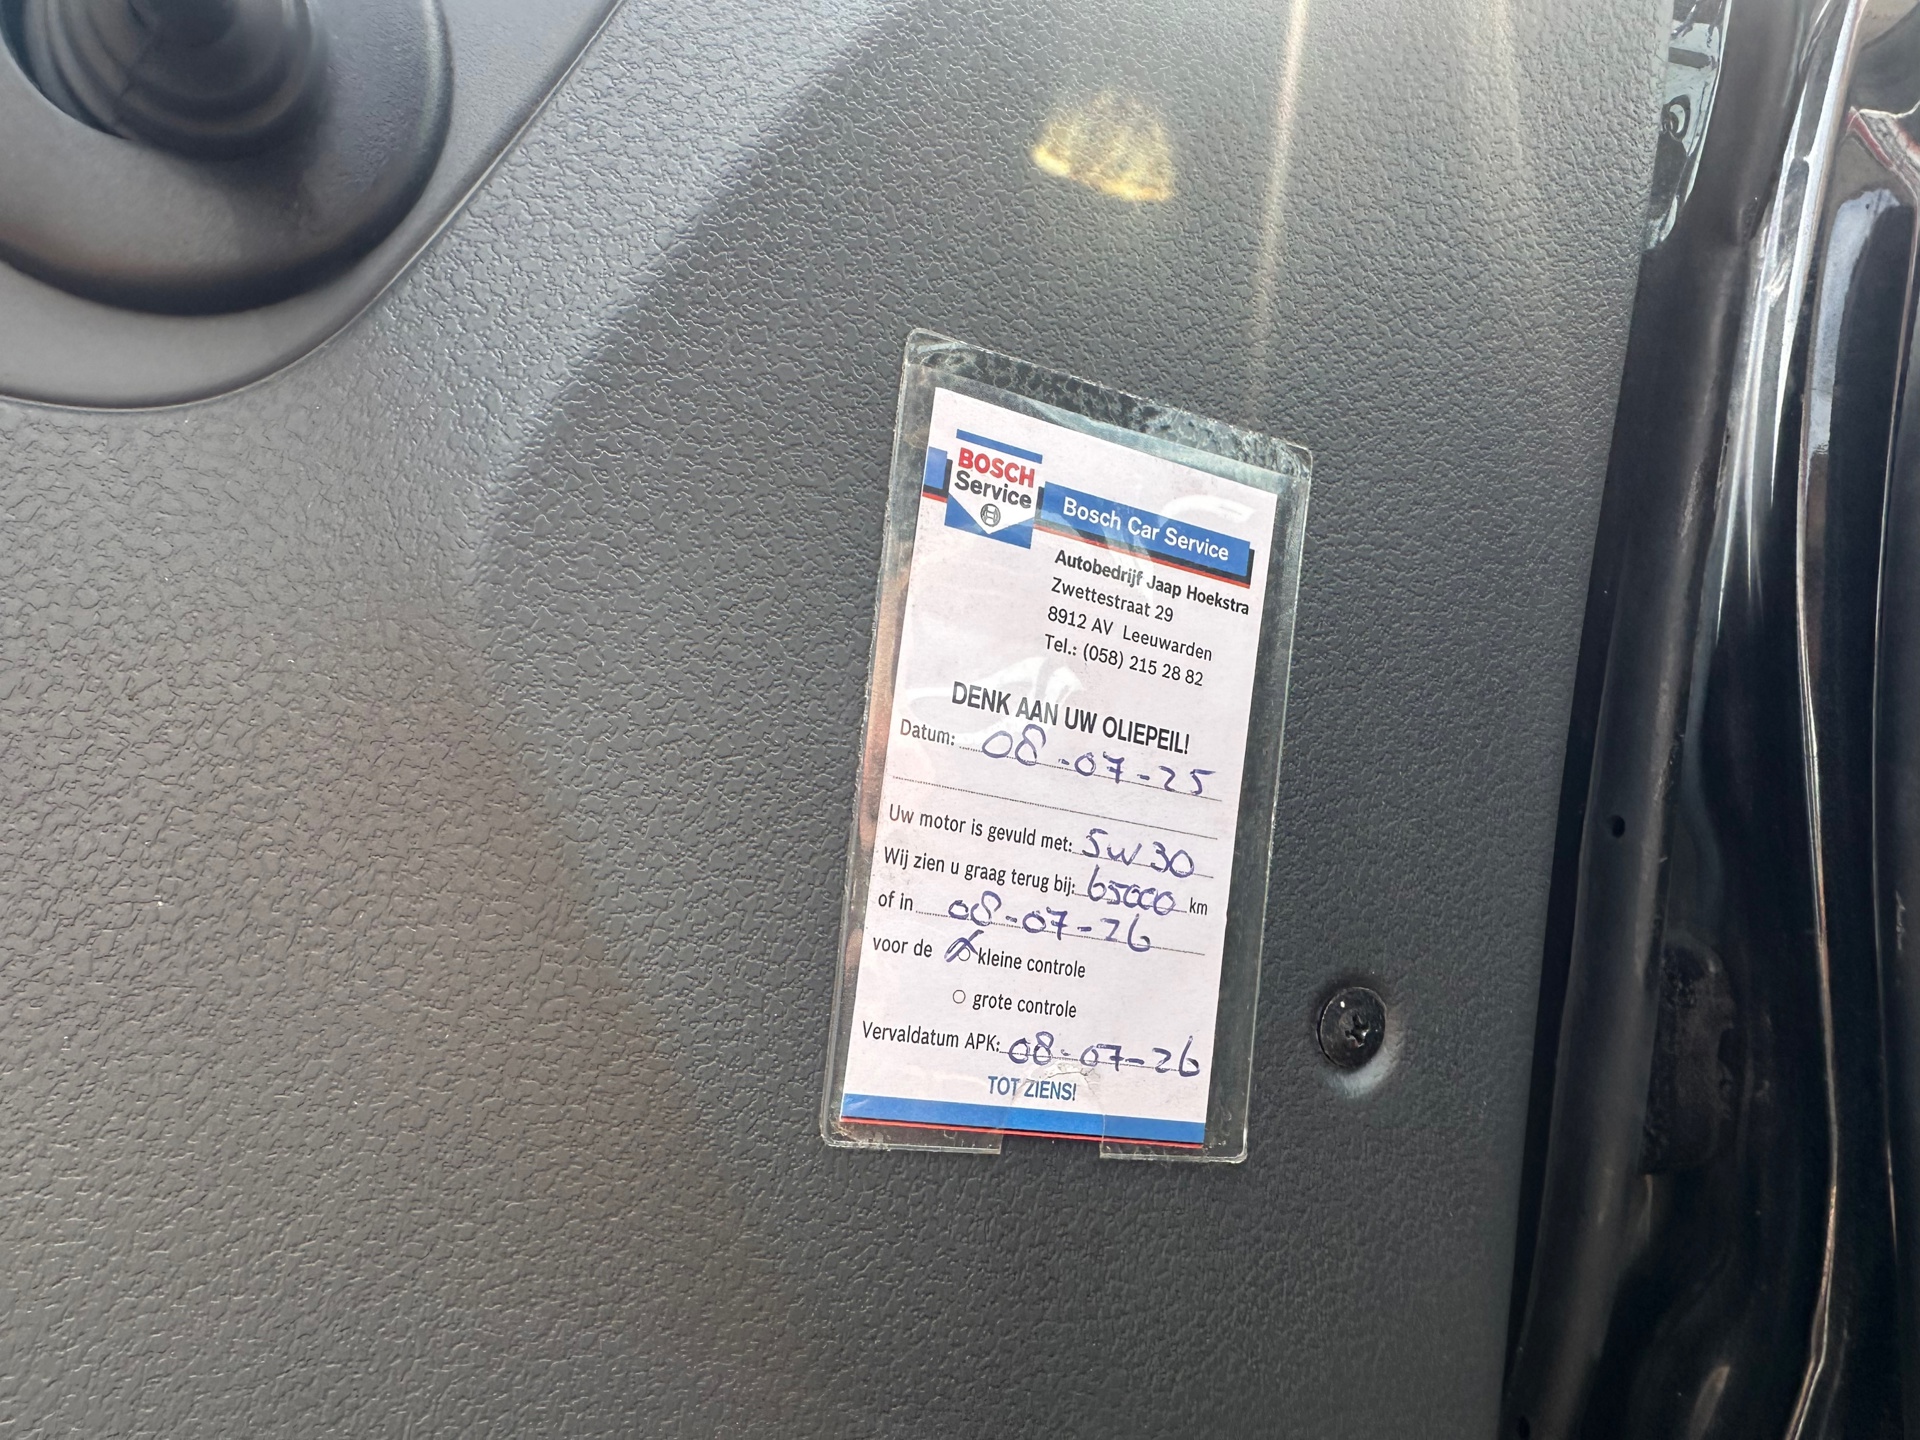 BOSCH
Service
Bosch Car Service
Autobedrijf Jaap Hoekstra
Zwettestraat 29
8912 AV Leeuwarden
Tel.: (058) 215 28 82
DENK AAN UW OLIEPEIL!
Datum: 08-07-25
Uw motor is gevuld met: 5W30
Wij zien u graag terug bij: 65000 km
of in 08-07-26
voor de kleine controle
grote controle
Vervaldatum APK: 08-07-26
TOT ZIENS!